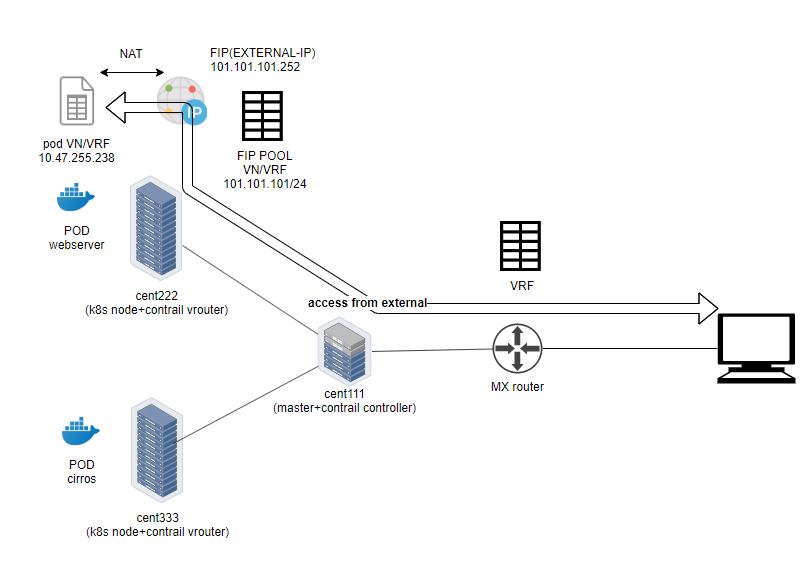 NAT
FIP(EXTERNAL-IP)
101.101.101.252
IP
pod VN/VRF
10.47.255.238
FIP POOL
VN/VRF
101.101.101/24
POD
webserver
cent222
(k8s node+contrail vrouter)
VRF
access from external
MX router
cent111
(master+contrail controller)
POD
cirros
cent333
(k8s node+contrail vrouter)